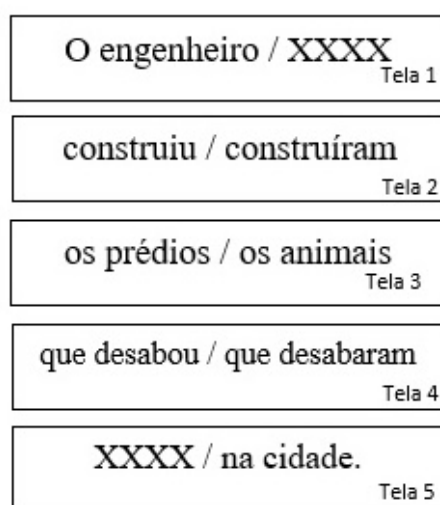 O engenheiro / XXXX
Tela 1
construiu / construíram
Tela 2
os prédios / os animais
Tela 3
que desabou / que desabaram
Tela 4
XXXX / na cidade.
Tela 5